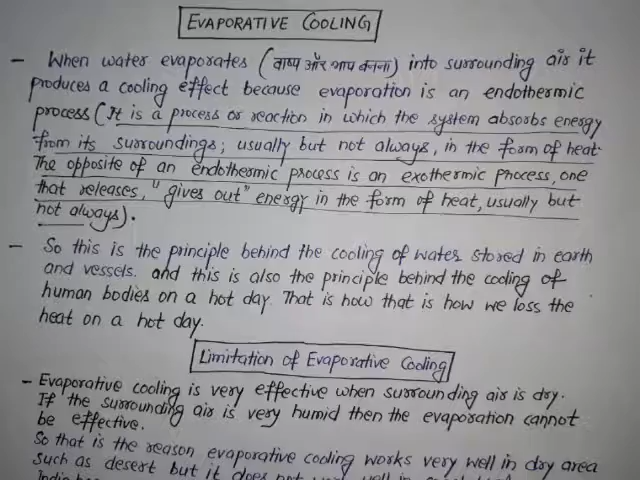 EVAPORATIVE COOLING
- When water evaporates (वाष्प और भाप बनना) into surrounding air it
produces a cooling effect because evaporation is an endothermic
process (It is a process or reaction in which the system absorbs energy
from its surroundings; usually but not always, in the form of heat.
The opposite of an endothermic process is an exothermic process, one
that releases, "gives out" energy in the form of heat, usually but
not always).
- So this is the principle behind the cooling of water stored in earth
and vessels. and this is also the principle behind the cooling of
human bodies on a hot day. That is how that is how we loss the
heat on a hot day.
Limitation of Evaporative Cooling
- Evaporative cooling is very effective when surrounding air is dry.
If the surrounding air is very humid then the evaporation cannot
be effective.
So that is the reason evaporative cooling works very well in dry area
such as desert but it does